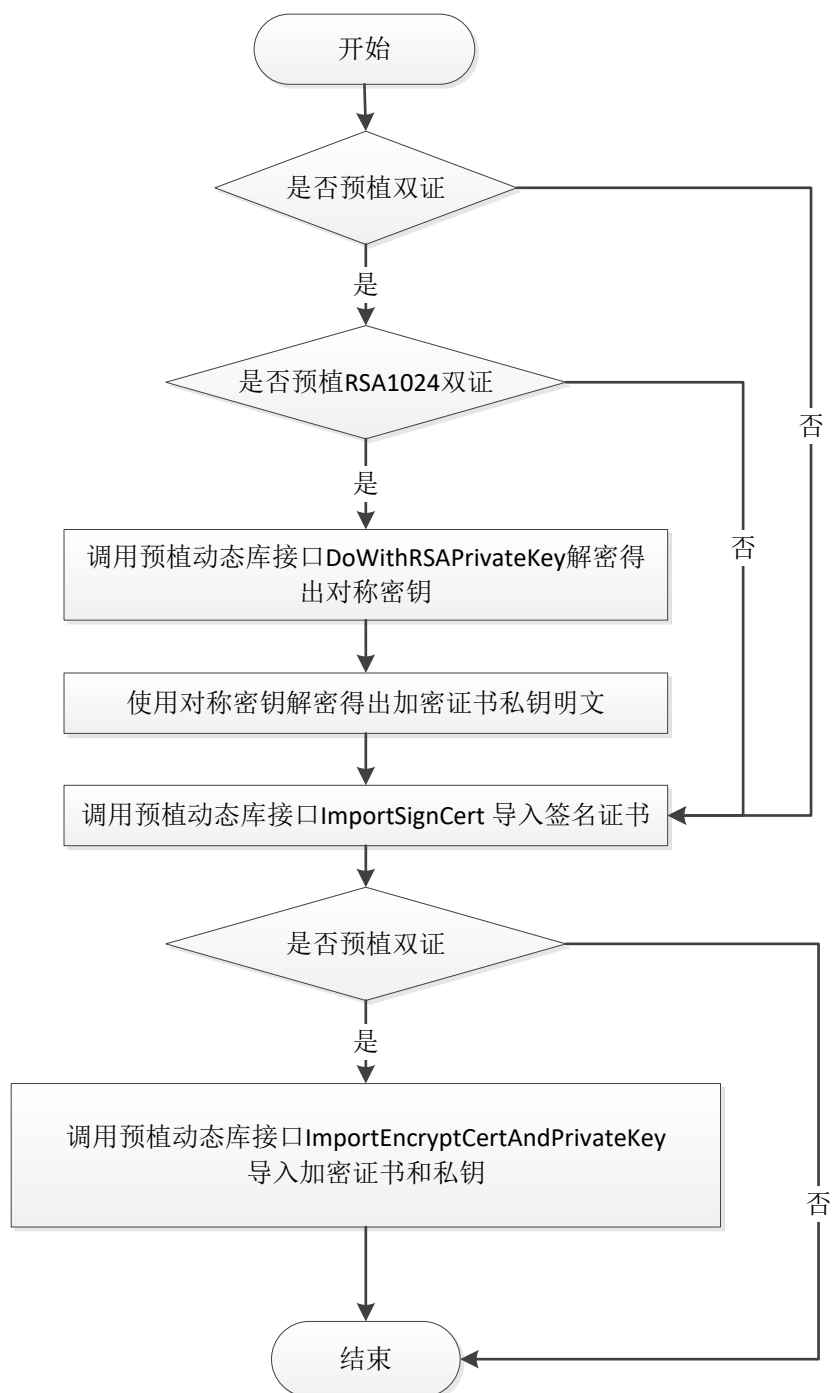 开始
是否预植双证
是
是否预植RSA1024双证
否
是
调用预植动态库接口DoWithRSAPrivateKey解密得
出对称密钥
否
使用对称密钥解密得出加密证书私钥明文
调用预植动态库接口ImportSignCert 导入签名证书
是否预植双证
是
调用预植动态库接口ImportEncryptCertAndPrivateKey
导入加密证书和私钥
否
结束